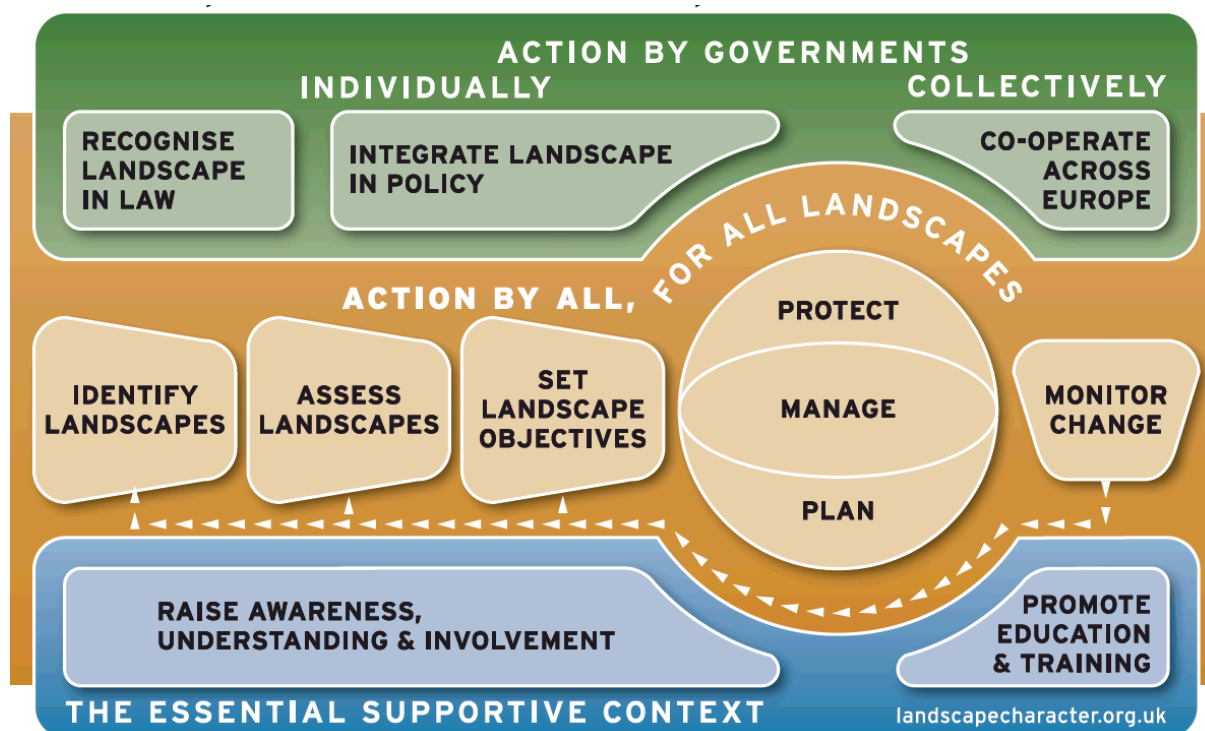 ACTION BY GOVERNMENTS
INDIVIDUALLY
COLLECTIVELY
RECOGNISE
LANDSCAPE
IN LAW
INTEGRATE LANDSCAPE
IN POLICY
CO-OPERATE
ACROSS
EUROPE
ACTION BY ALL, FOR ALL LANDSCAPES
IDENTIFY
LANDSCAPES
ASSESS
LANDSCAPES
SET
LANDSCAPE
OBJECTIVES
PROTECT
MANAGE
PLAN
MONITOR
CHANGE
RAISE AWARENESS,
UNDERSTANDING & INVOLVEMENT
PROMOTE
EDUCATION
& TRAINING
THE ESSENTIAL SUPPORTIVE CONTEXT
landscapecharacter.org.uk